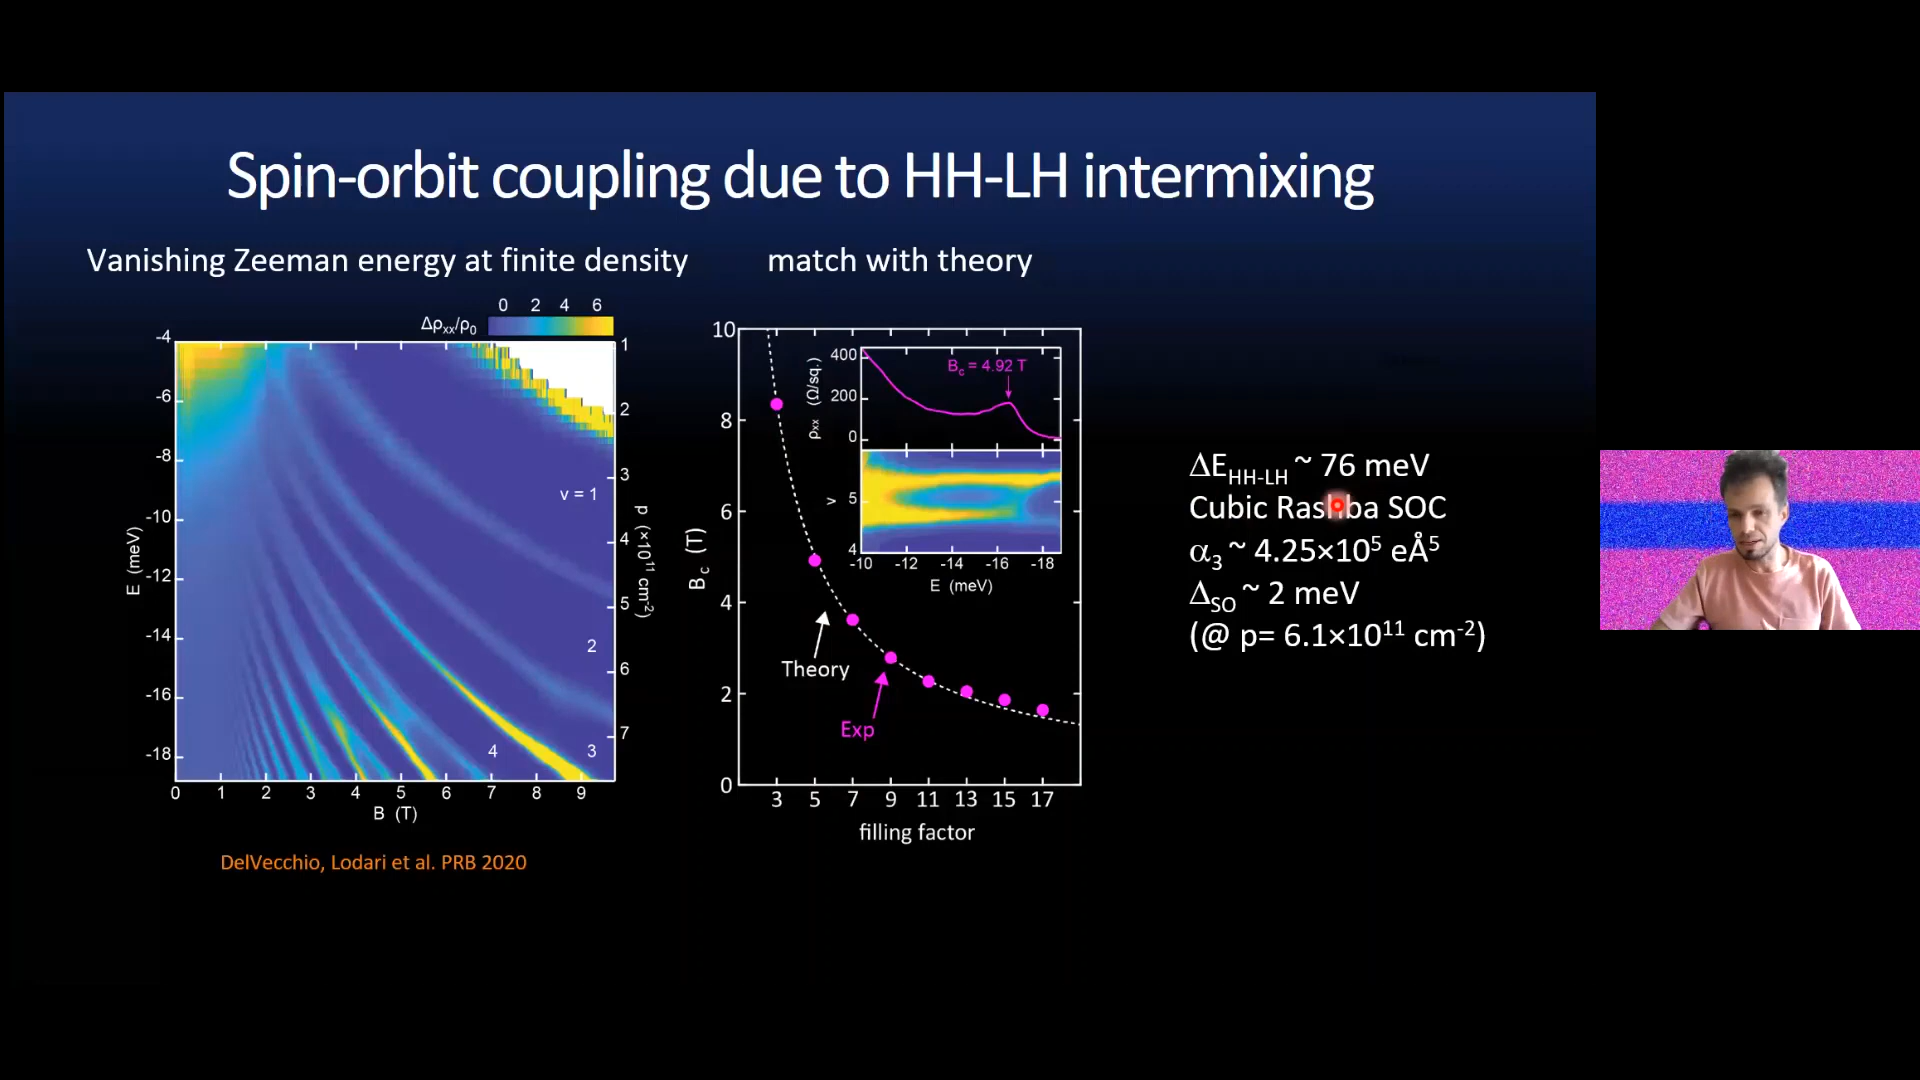 Spin-orbit coupling due to HH-LH intermixing
Vanishing Zeeman energy at finite density
match with theory
0 2 4 6
Δρxx/ρ0
-4
-6
-8
-10
-12
-14
-16
-18
E (meV)
1
2
3
4
5
6
7
p (×10¹¹ cm⁻²)
ν = 1
2
3
4
0 1 2 3 4 5 6 7 8 9
B (T)
DelVecchio, Lodari et al. PRB 2020
10
8
6
4
2
0
Bc (T)
400
200
0
ρxx (Ω/sq.)
Bc = 4.92 T
5
4
ν
-10 -12 -14 -16 -18
E (meV)
Theory
Exp
3 5 7 9 11 13 15 17
filling factor
ΔEHH-LH ~ 76 meV
Cubic Rashba SOC
α3 ~ 4.25×10⁵ eÅ⁵
ΔSO ~ 2 meV
(@ p= 6.1×10¹¹ cm⁻²)